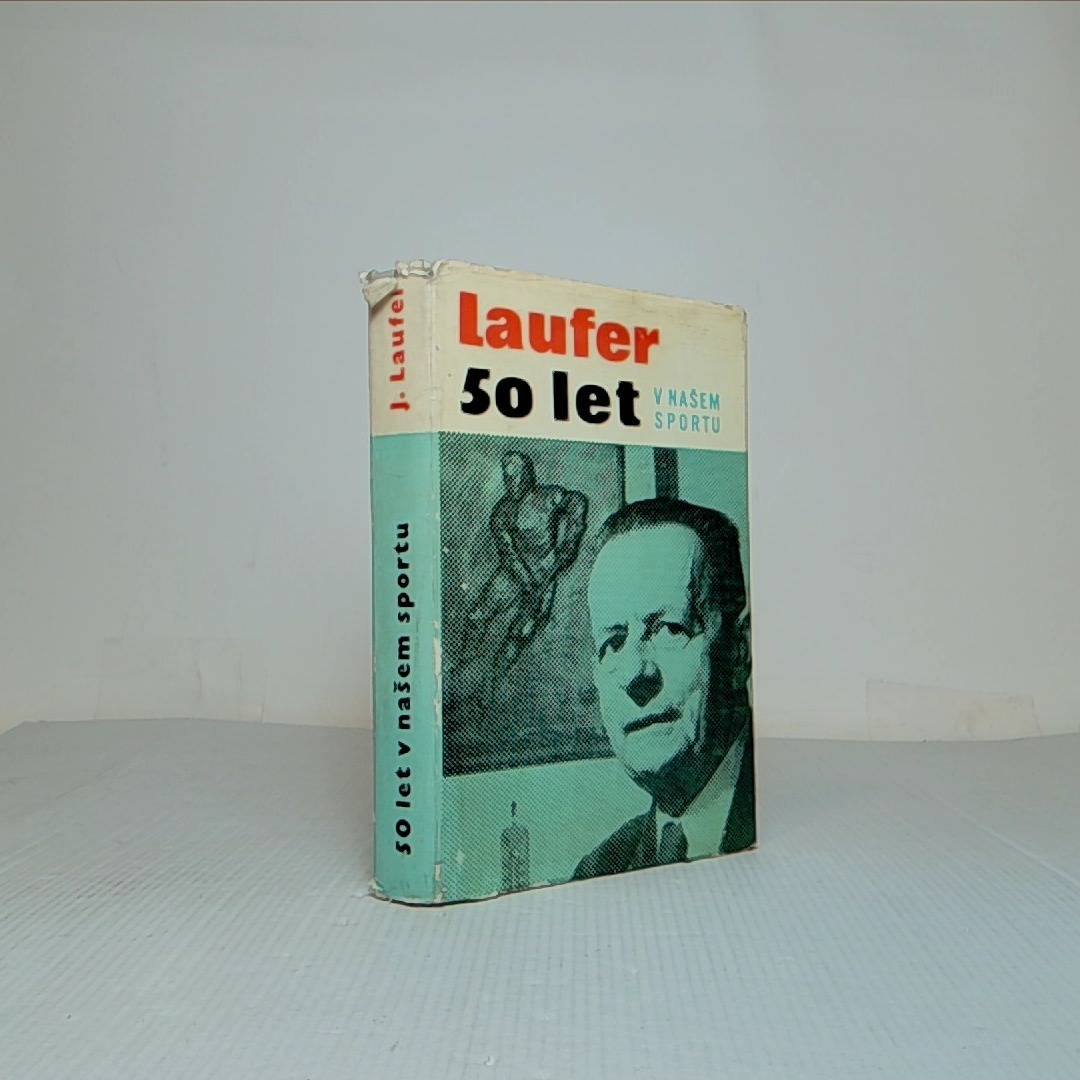 Laufer
50 let
V NAŠEM
SPORTU
J. Laufer
50 let v našem sportu